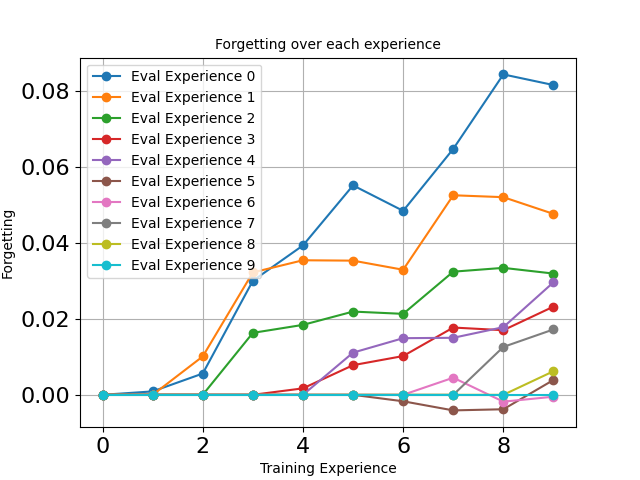 Forgetting over each experience
Eval Experience 0
Eval Experience 1
Eval Experience 2
Eval Experience 3
Eval Experience 4
Eval Experience 5
Eval Experience 6
Eval Experience 7
Eval Experience 8
Eval Experience 9
0.08
0.06
0.04
0.02
0.00
Forgetting
0 2 4 6 8
Training Experience